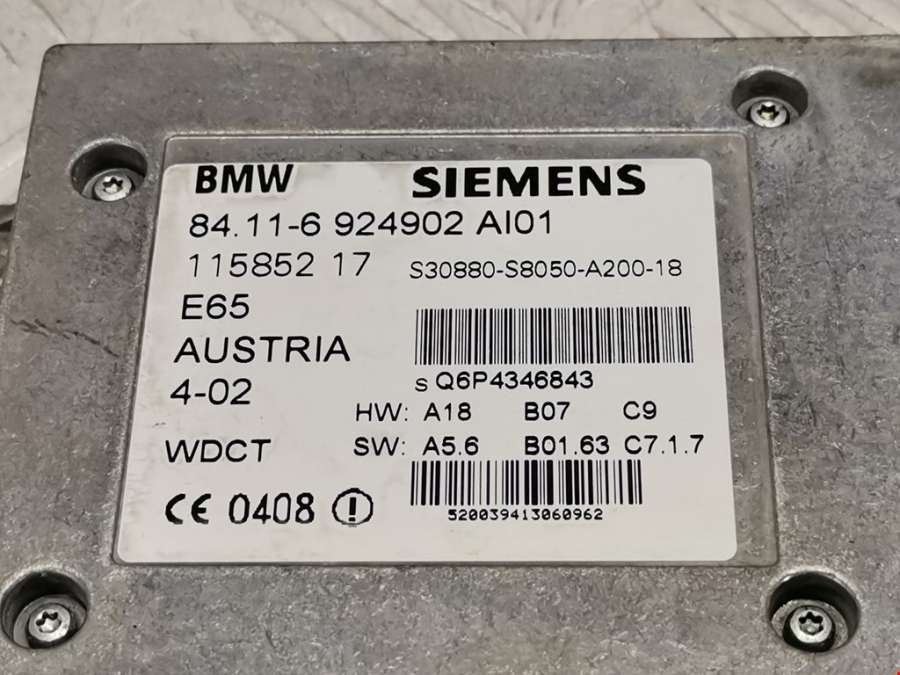 BMW SIEMENS
84.11-6 924902 AI01
115852 17 S30880-S8050-A200-18
E65
AUSTRIA
4-02 S Q6P4346843
HW: A18 B07 C9
WDCT SW: A5.6 B01.63 C7.1.7
CE 0408
520039413060962